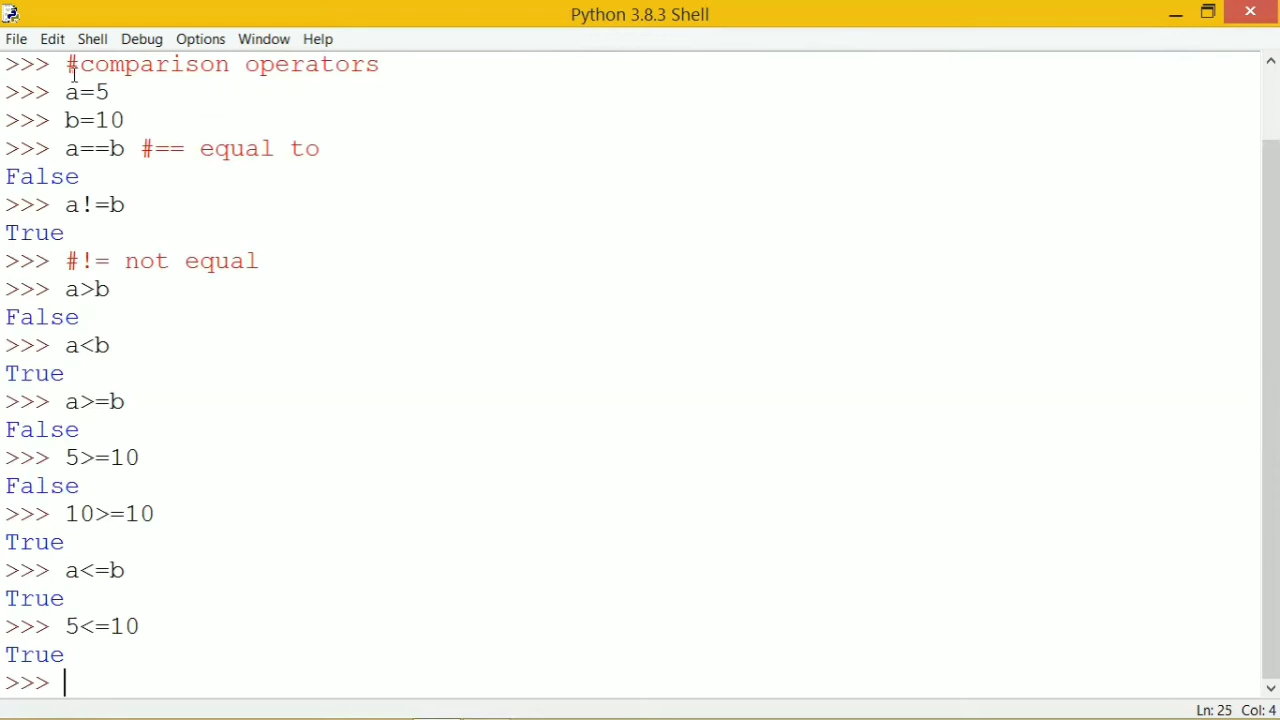 Python 3.8.3 Shell
File Edit Shell Debug Options Window Help
>>> #comparison operators
>>> a=5
>>> b=10
>>> a==b #== equal to
False
>>> a!=b
True
>>> #!= not equal
>>> a>b
False
>>> a<b
True
>>> a>=b
False
>>> 5>=10
False
>>> 10>=10
True
>>> a<=b
True
>>> 5<=10
True
>>>
Ln: 25 Col: 4